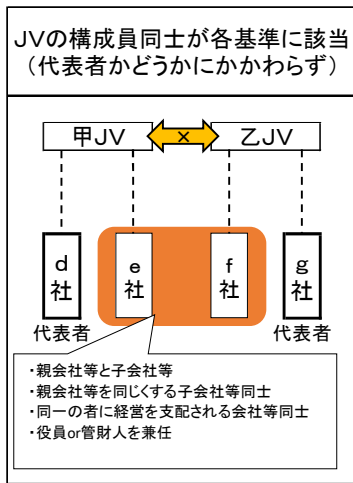 JVの構成員同士が各基準に該当
(代表者かどうかにかかわらず)
甲JV
×
乙JV
d社
e社
f社
g社
代表者
代表者
・親会社等と子会社等
・親会社等を同じくする子会社等同士
・同一の者に経営を支配される会社等同士
・役員or管財人を兼任